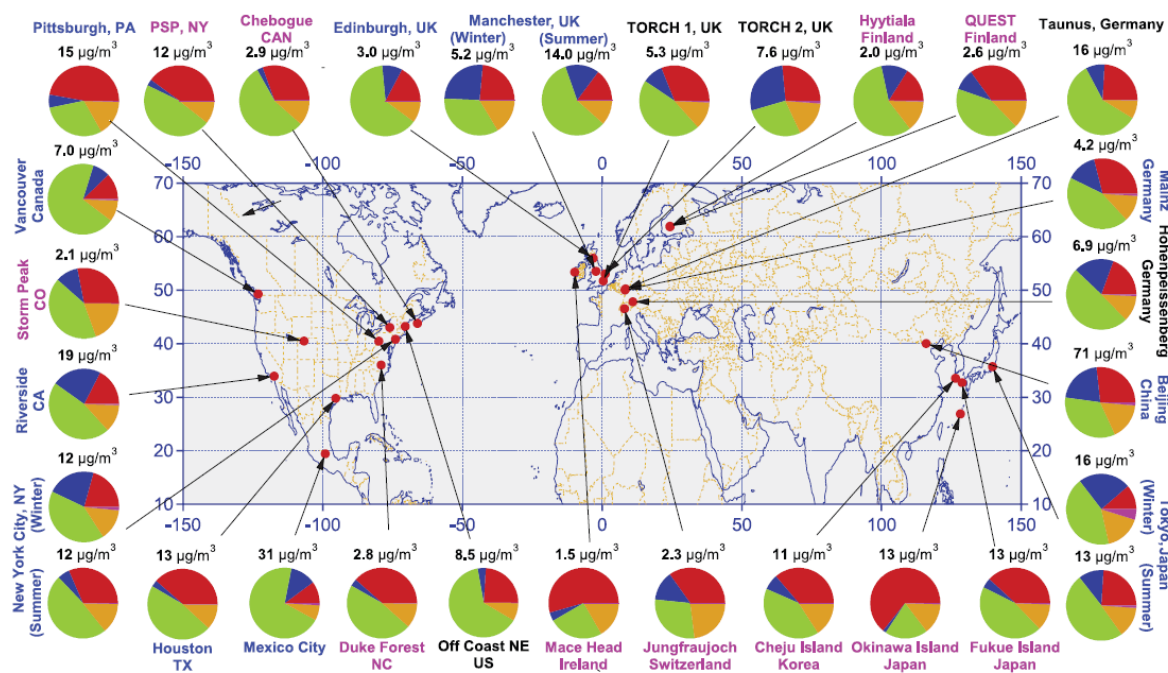 Pittsburgh, PA
15 µg/m3
PSP, NY
12 µg/m3
Chebogue
CAN
2.9 µg/m3
Edinburgh, UK
3.0 µg/m3
Manchester, UK
(Winter)
5.2 µg/m3
(Summer)
14.0 µg/m3
TORCH 1, UK
5.3 µg/m3
TORCH 2, UK
7.6 µg/m3
Hyytiala
Finland
2.0 µg/m3
QUEST
Finland
2.6 µg/m3
Taunus, Germany
16 µg/m3
7.0 µg/m3
Vancouver
Canada
2.1 µg/m3
Storm Peak
CO
19 µg/m3
Riverside
CA
12 µg/m3
New York City, NY
(Winter)
12 µg/m3
(Summer)
-150 -100 -50 0 50 100 150
70
60
50
40
30
20
10
70
60
50
40
30
20
10
-150 -100 -50 0 50 100 150
4.2 µg/m3
Mainz
Germany
6.9 µg/m3
Hohenpeissenberg
Germany
71 µg/m3
Beijing
China
16 µg/m3
Tokyo, Japan
(Winter)
13 µg/m3
(Summer)
13 µg/m3
Houston
TX
31 µg/m3
Mexico City
2.8 µg/m3
Duke Forest
NC
8.5 µg/m3
Off Coast NE
US
1.5 µg/m3
Mace Head
Ireland
2.3 µg/m3
Jungfraujoch
Switzerland
11 µg/m3
Cheju Island
Korea
13 µg/m3
Okinawa Island
Japan
13 µg/m3
Fukue Island
Japan